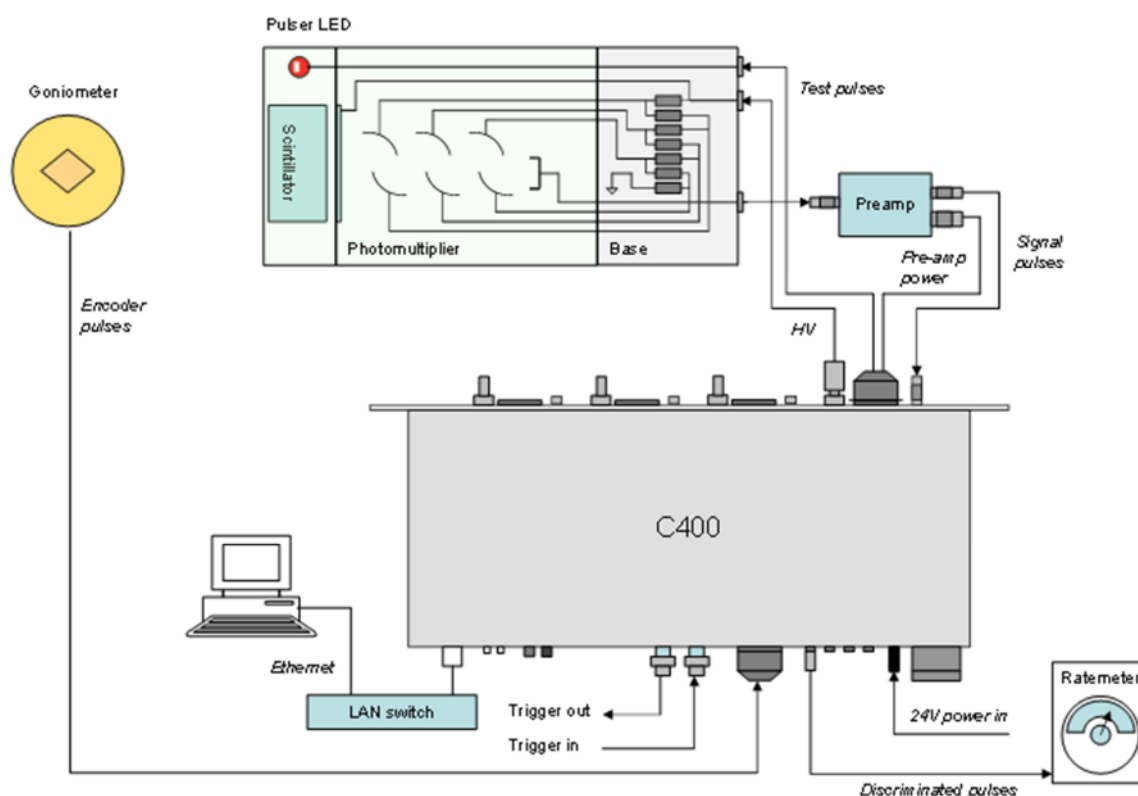 Pulser LED
Goniometer
Scintillator
Photomultiplier
Base
Test pulses
Preamp
Pre-amp
power
Signal
pulses
Encoder
pulses
HV
C400
Ethernet
LAN switch
Trigger out
Trigger in
24V power in
Ratemeter
Discriminated pulses